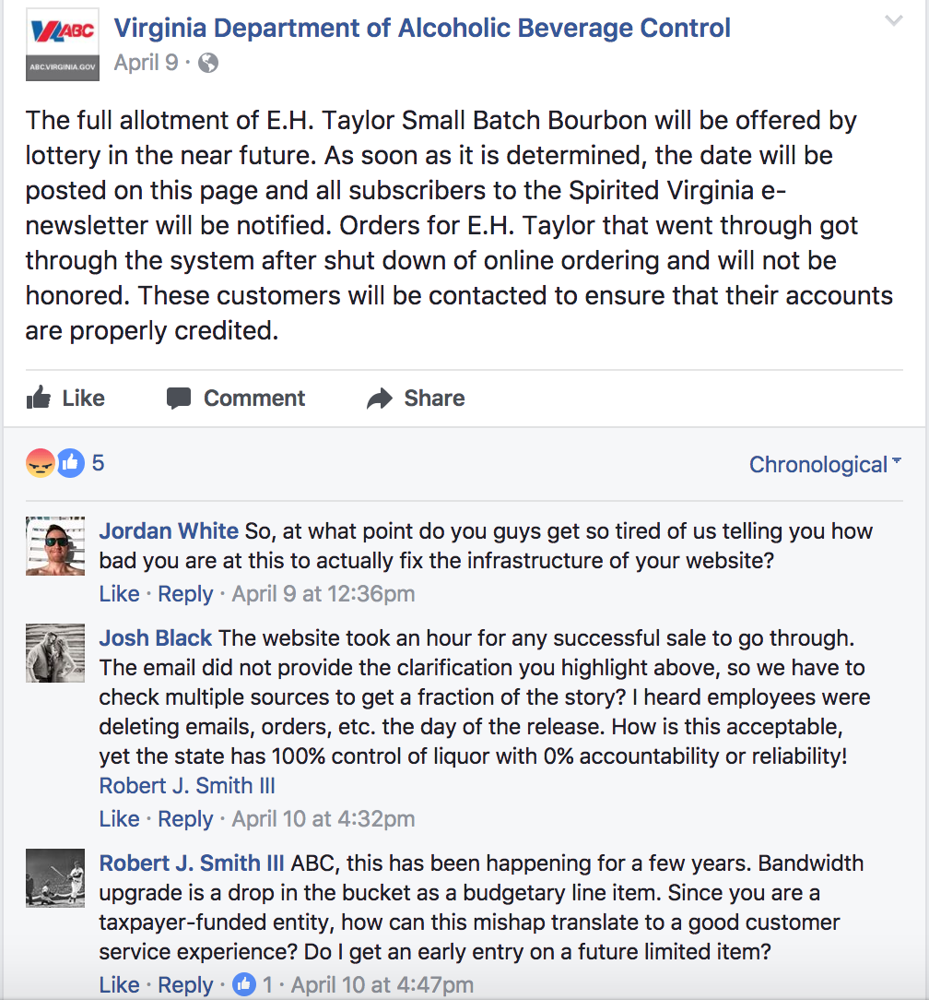 VAABC
ABC.VIRGINIA.GOV
Virginia Department of Alcoholic Beverage Control
April 9 ·
The full allotment of E.H. Taylor Small Batch Bourbon will be offered by
lottery in the near future. As soon as it is determined, the date will be
posted on this page and all subscribers to the Spirited Virginia e-
newsletter will be notified. Orders for E.H. Taylor that went through got
through the system after shut down of online ordering and will not be
honored. These customers will be contacted to ensure that their accounts
are properly credited.
Like Comment Share
5 Chronological
Jordan White So, at what point do you guys get so tired of us telling you how
bad you are at this to actually fix the infrastructure of your website?
Like · Reply · April 9 at 12:36pm
Josh Black The website took an hour for any successful sale to go through.
The email did not provide the clarification you highlight above, so we have to
check multiple sources to get a fraction of the story? I heard employees were
deleting emails, orders, etc. the day of the release. How is this acceptable,
yet the state has 100% control of liquor with 0% accountability or reliability!
Robert J. Smith III
Like · Reply · April 10 at 4:32pm
Robert J. Smith III ABC, this has been happening for a few years. Bandwidth
upgrade is a drop in the bucket as a budgetary line item. Since you are a
taxpayer-funded entity, how can this mishap translate to a good customer
service experience? Do I get an early entry on a future limited item?
Like · Reply · 1 · April 10 at 4:47pm